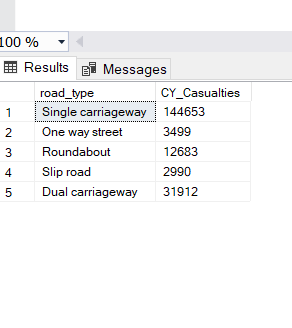 100 %
Results Messages
road_type CY_Casualties
1 Single carriageway 144653
2 One way street 3499
3 Roundabout 12683
4 Slip road 2990
5 Dual carriageway 31912